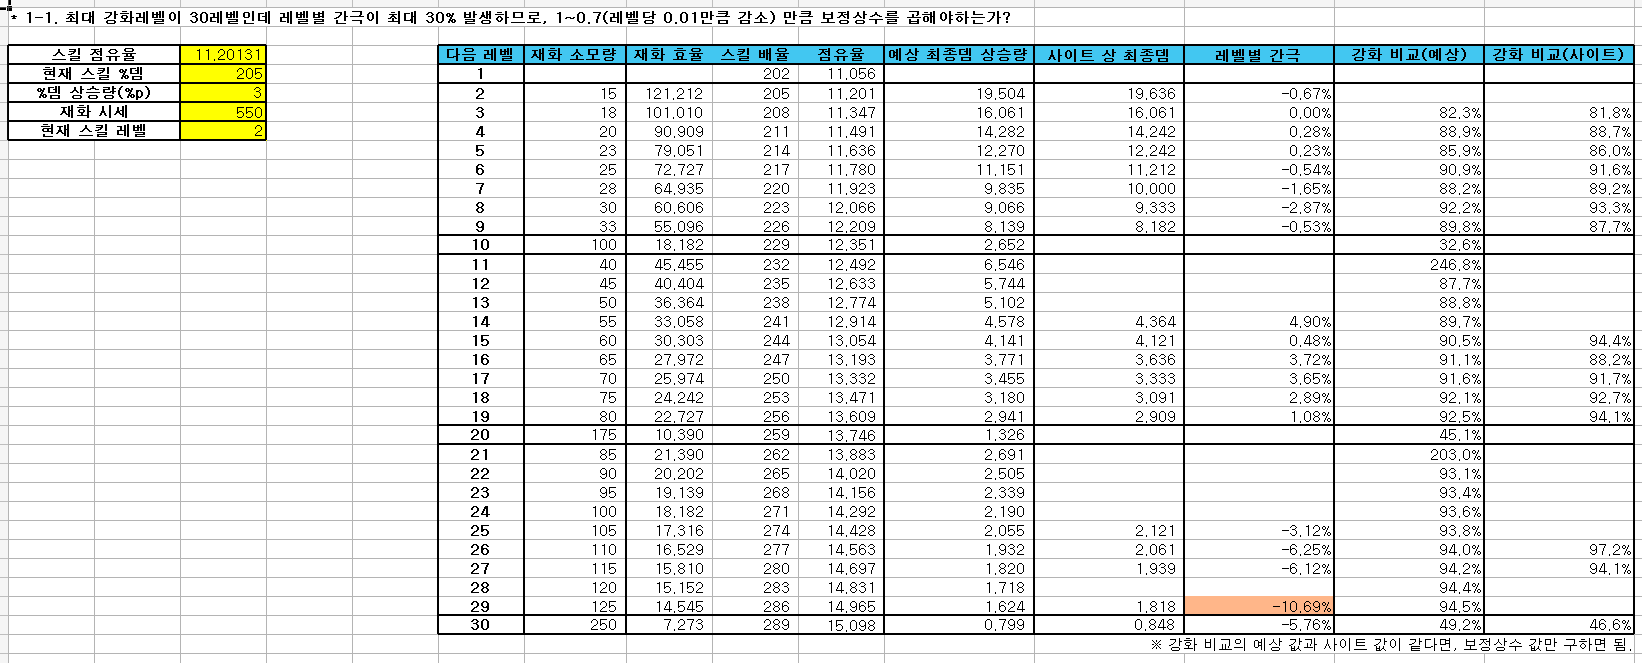 * 1-1. 최대 강화레벨이 30레벨인데 레벨별 간극이 최대 30% 발생하므로, 1~0.7(레벨당 0.01만큼 감소) 만큼 보정상수를 곱해야하는가?
스킬 점유율 11.20131
현재 스킬 %뎀 205
%뎀 상승량(%p) 3
재화 시세 550
현재 스킬 레벨 2
다음 레벨 재화 소모량 재화 효율 스킬 배율 점유율 예상 최종뎀 상승량 사이트 상 최종뎀 레벨별 간극 강화 비교(예상) 강화 비교(사이트)
1 202 11.056
2 15 121.212 205 11.201 19.504 19.636 -0.67%
3 18 101.010 208 11.347 16.061 16.061 0.00% 82.3% 81.8%
4 20 90.909 211 11.491 14.282 14.242 0.28% 88.9% 88.7%
5 23 79.051 214 11.636 12.270 12.242 0.23% 85.9% 86.0%
6 25 72.727 217 11.780 11.151 11.212 -0.54% 90.9% 91.6%
7 28 64.935 220 11.923 9.835 10.000 -1.65% 88.2% 89.2%
8 30 60.606 223 12.066 9.066 9.333 -2.87% 92.2% 93.3%
9 33 55.096 226 12.209 8.139 8.182 -0.53% 89.8% 87.7%
10 100 18.182 229 12.351 2.652 32.6%
11 40 45.455 232 12.492 6.546 246.8%
12 45 40.404 235 12.633 5.744 87.7%
13 50 36.364 238 12.774 5.102 88.8%
14 55 33.058 241 12.914 4.578 4.364 4.90% 89.7%
15 60 30.303 244 13.054 4.141 4.121 0.48% 90.5% 94.4%
16 65 27.972 247 13.193 3.771 3.636 3.72% 91.1% 88.2%
17 70 25.974 250 13.332 3.455 3.333 3.65% 91.6% 91.7%
18 75 24.242 253 13.471 3.180 3.091 2.89% 92.1% 92.7%
19 80 22.727 256 13.609 2.941 2.909 1.08% 92.5% 94.1%
20 175 10.390 259 13.746 1.326 45.1%
21 85 21.390 262 13.883 2.691 203.0%
22 90 20.202 265 14.020 2.505 93.1%
23 95 19.139 268 14.156 2.339 93.4%
24 100 18.182 271 14.292 2.190 93.6%
25 105 17.316 274 14.428 2.055 2.121 -3.12% 93.8%
26 110 16.529 277 14.563 1.932 2.061 -6.25% 94.0% 97.2%
27 115 15.810 280 14.697 1.820 1.939 -6.12% 94.2% 94.1%
28 120 15.152 283 14.831 1.718 94.4%
29 125 14.545 286 14.965 1.624 1.818 -10.69% 94.5%
30 250 7.273 289 15.098 0.799 0.848 -5.76% 49.2% 46.6%
※ 강화 비교의 예상 값과 사이트 값이 같다면, 보정상수 값만 구하면 됨.